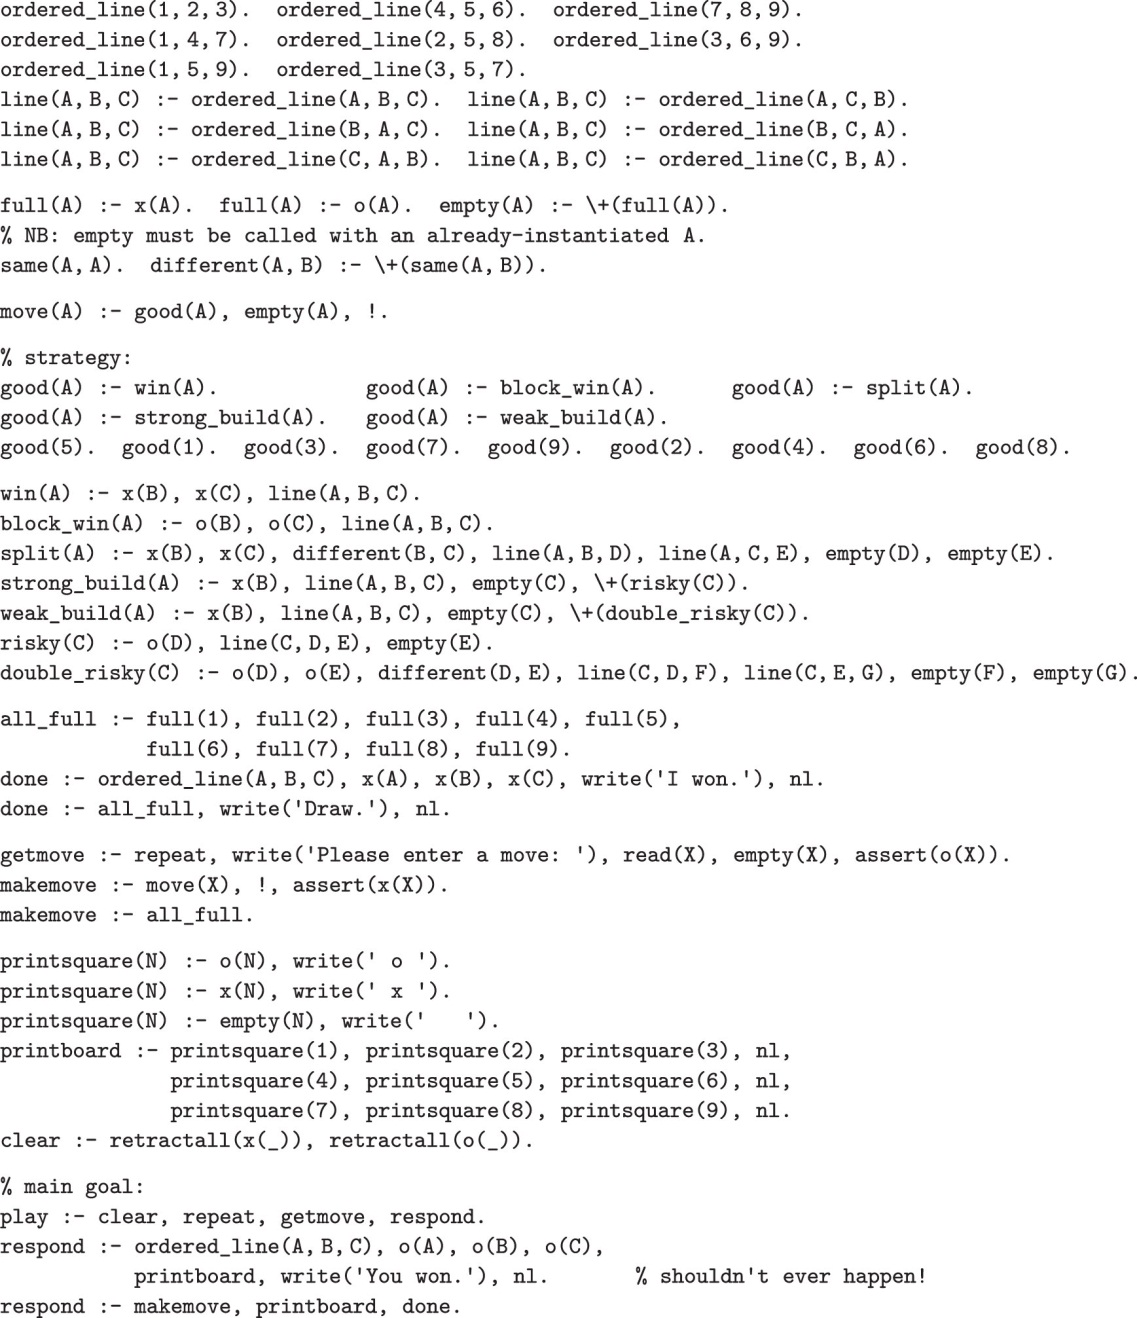 ordered_line(1,2,3).  ordered_line(4,5,6).  ordered_line(7,8,9).
ordered_line(1,4,7).  ordered_line(2,5,8).  ordered_line(3,6,9).
ordered_line(1,5,9).  ordered_line(3,5,7).
line(A,B,C) :- ordered_line(A,B,C).  line(A,B,C) :- ordered_line(A,C,B).
line(A,B,C) :- ordered_line(B,A,C).  line(A,B,C) :- ordered_line(B,C,A).
line(A,B,C) :- ordered_line(C,A,B).  line(A,B,C) :- ordered_line(C,B,A).
full(A) :- x(A).  full(A) :- o(A).  empty(A) :- \+(full(A)).
% NB: empty must be called with an already-instantiated A.
same(A,A).  different(A,B) :- \+(same(A,B)).
move(A) :- good(A), empty(A), !.
% strategy:
good(A) :- win(A).            good(A) :- block_win(A).      good(A) :- split(A).
good(A) :- strong_build(A).   good(A) :- weak_build(A).
good(5).  good(1).  good(3).  good(7).  good(9).  good(2).  good(4).  good(6).  good(8).
win(A) :- x(B), x(C), line(A,B,C).
block_win(A) :- o(B), o(C), line(A,B,C).
split(A) :- x(B), x(C), different(B,C), line(A,B,D), line(A,C,E), empty(D), empty(E).
strong_build(A) :- x(B), line(A,B,C), empty(C), \+(risky(C)).
weak_build(A) :- x(B), line(A,B,C), empty(C), \+(double_risky(C)).
risky(C) :- o(D), line(C,D,E), empty(E).
double_risky(C) :- o(D), o(E), different(D,E), line(C,D,F), line(C,E,G), empty(F), empty(G).
all_full :- full(1), full(2), full(3), full(4), full(5),
            full(6), full(7), full(8), full(9).
done :- ordered_line(A,B,C), x(A), x(B), x(C), write('I won.'), nl.
done :- all_full, write('Draw.'), nl.
getmove :- repeat, write('Please enter a move: '), read(X), empty(X), assert(o(X)).
makemove :- move(X), !, assert(x(X)).
makemove :- all_full.
printsquare(N) :- o(N), write(' o ').
printsquare(N) :- x(N), write(' x ').
printsquare(N) :- empty(N), write('   ').
printboard :- printsquare(1), printsquare(2), printsquare(3), nl,
              printsquare(4), printsquare(5), printsquare(6), nl,
              printsquare(7), printsquare(8), printsquare(9), nl.
clear :- retractall(x(_)), retractall(o(_)).
% main goal:
play :- clear, repeat, getmove, respond.
respond :- ordered_line(A,B,C), o(A), o(B), o(C),
           printboard, write('You won.'), nl.       % shouldn't ever happen!
respond :- makemove, printboard, done.